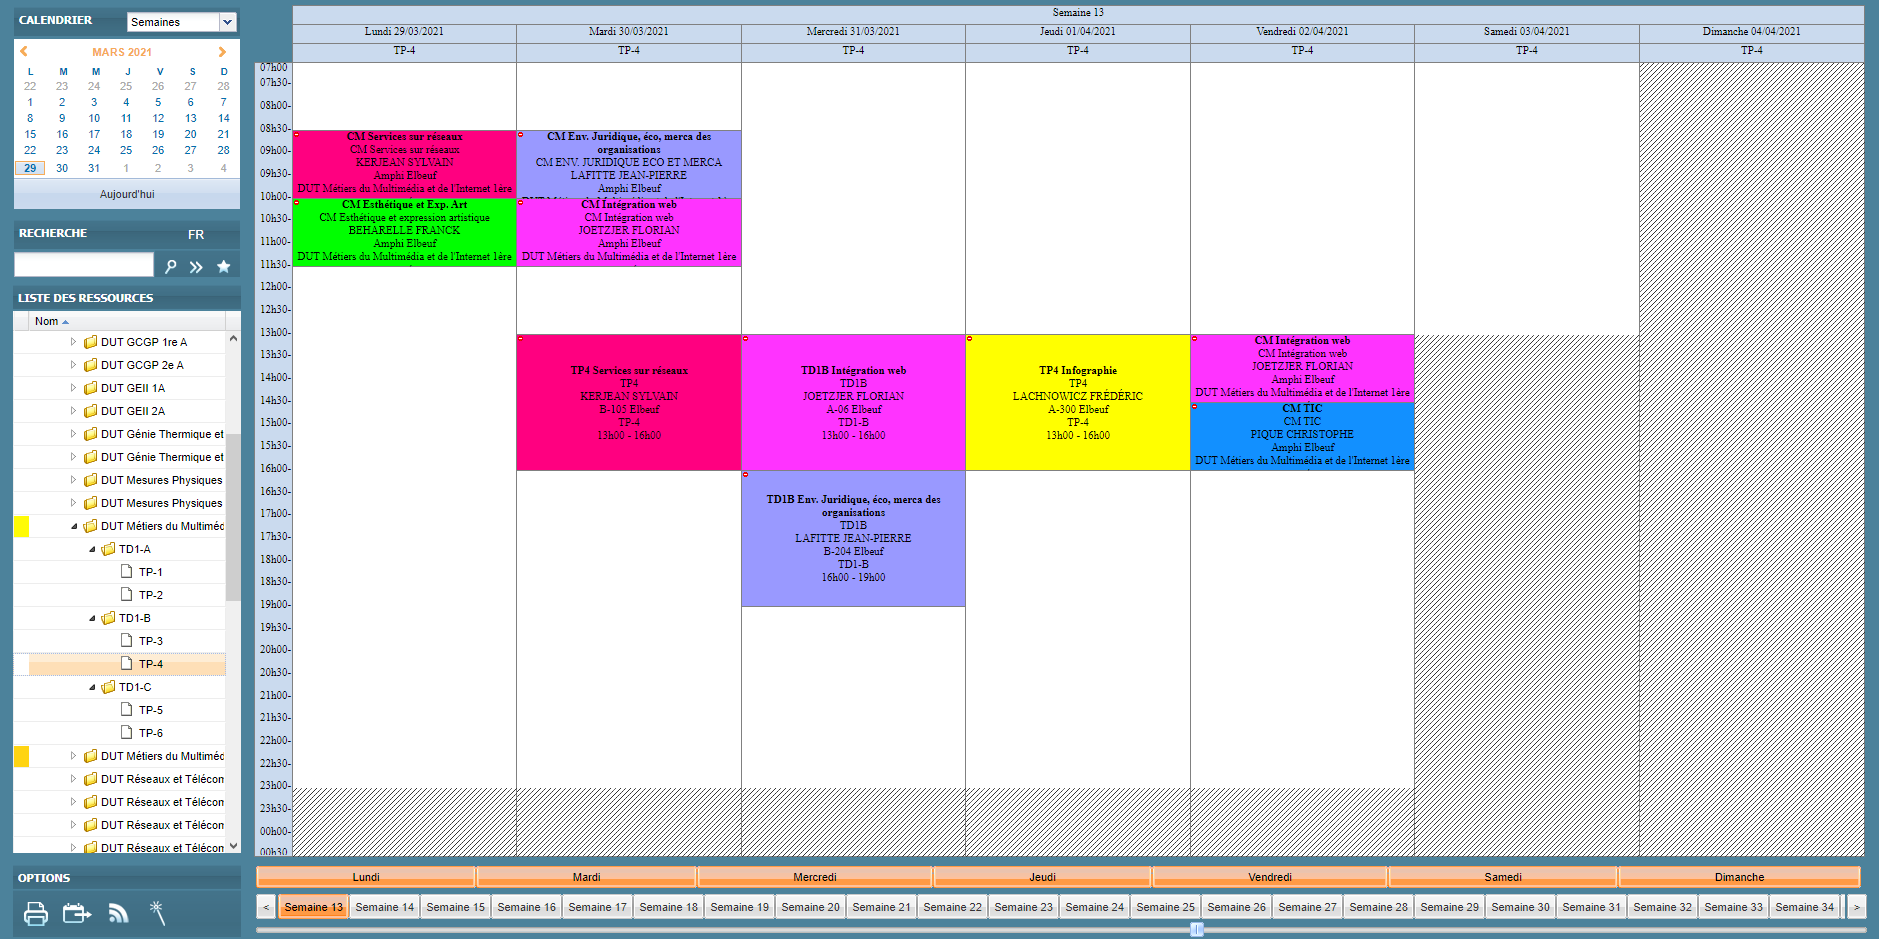 CALENDRIER
Semaines
MARS 2021
L M M J V S D
22 23 24 25 26 27 28
1 2 3 4 5 6 7
8 9 10 11 12 13 14
15 16 17 18 19 20 21
22 23 24 25 26 27 28
29 30 31 1 2 3 4
Aujourd'hui
RECHERCHE FR
LISTE DES RESSOURCES
Nom
DUT GCGP 1re A
DUT GCGP 2e A
DUT GEII 1A
DUT GEII 2A
DUT Génie Thermique et
DUT Génie Thermique et
DUT Mesures Physiques
DUT Mesures Physiques
DUT Métiers du Multiméd
TD1-A
TP-1
TP-2
TD1-B
TP-3
TP-4
TD1-C
TP-5
TP-6
DUT Métiers du Multiméd
DUT Réseaux et Télécom
DUT Réseaux et Télécom
DUT Réseaux et Télécom
DUT Réseaux et Télécom
OPTIONS
Semaine 13
Lundi 29/03/2021 Mardi 30/03/2021 Mercredi 31/03/2021 Jeudi 01/04/2021 Vendredi 02/04/2021 Samedi 03/04/2021 Dimanche 04/04/2021
TP-4 TP-4 TP-4 TP-4 TP-4 TP-4 TP-4
07h00
07h30-
08h00-
08h30-
09h00-
09h30-
10h00-
10h30-
11h00-
11h30-
12h00-
12h30-
13h00-
13h30-
14h00-
14h30-
15h00-
15h30-
16h00-
16h30-
17h00-
17h30-
18h00-
18h30-
19h00-
19h30-
20h00-
20h30-
21h00-
21h30-
22h00-
22h30-
23h00-
23h30-
00h00-
00h30
CM Services sur réseaux
CM Services sur réseaux
KERJEAN SYLVAIN
Amphi Elbeuf
DUT Métiers du Multimédia et de l'Internet 1ère
CM Esthétique et Exp. Art
CM Esthétique et expression artistique
BEHARELLE FRANCK
Amphi Elbeuf
DUT Métiers du Multimédia et de l'Internet 1ère
CM Env. Juridique, éco, merca des
organisations
CM ENV. JURIDIQUE ECO ET MERCA
LAFITTE JEAN-PIERRE
Amphi Elbeuf
CM Intégration web
CM Intégration web
JOETZJER FLORIAN
Amphi Elbeuf
DUT Métiers du Multimédia et de l'Internet 1ère
TP4 Services sur réseaux
TP4
KERJEAN SYLVAIN
B-105 Elbeuf
TP-4
13h00 - 16h00
TD1B Intégration web
TD1B
JOETZJER FLORIAN
A-06 Elbeuf
TD1-B
13h00 - 16h00
TD1B Env. Juridique, éco, merca des
organisations
TD1B
LAFITTE JEAN-PIERRE
B-204 Elbeuf
TD1-B
16h00 - 19h00
TP4 Infographie
TP4
LACHNOWICZ FRÉDÉRIC
A-300 Elbeuf
TP-4
13h00 - 16h00
CM Intégration web
CM Intégration web
JOETZJER FLORIAN
Amphi Elbeuf
DUT Métiers du Multimédia et de l'Internet 1ère
CM TIC
CM TIC
PIQUE CHRISTOPHE
Amphi Elbeuf
DUT Métiers du Multimédia et de l'Internet 1ère
Lundi Mardi Mercredi Jeudi Vendredi Samedi Dimanche
< Semaine 13 Semaine 14 Semaine 15 Semaine 16 Semaine 17 Semaine 18 Semaine 19 Semaine 20 Semaine 21 Semaine 22 Semaine 23 Semaine 24 Semaine 25 Semaine 26 Semaine 27 Semaine 28 Semaine 29 Semaine 30 Semaine 31 Semaine 32 Semaine 33 Semaine 34 >